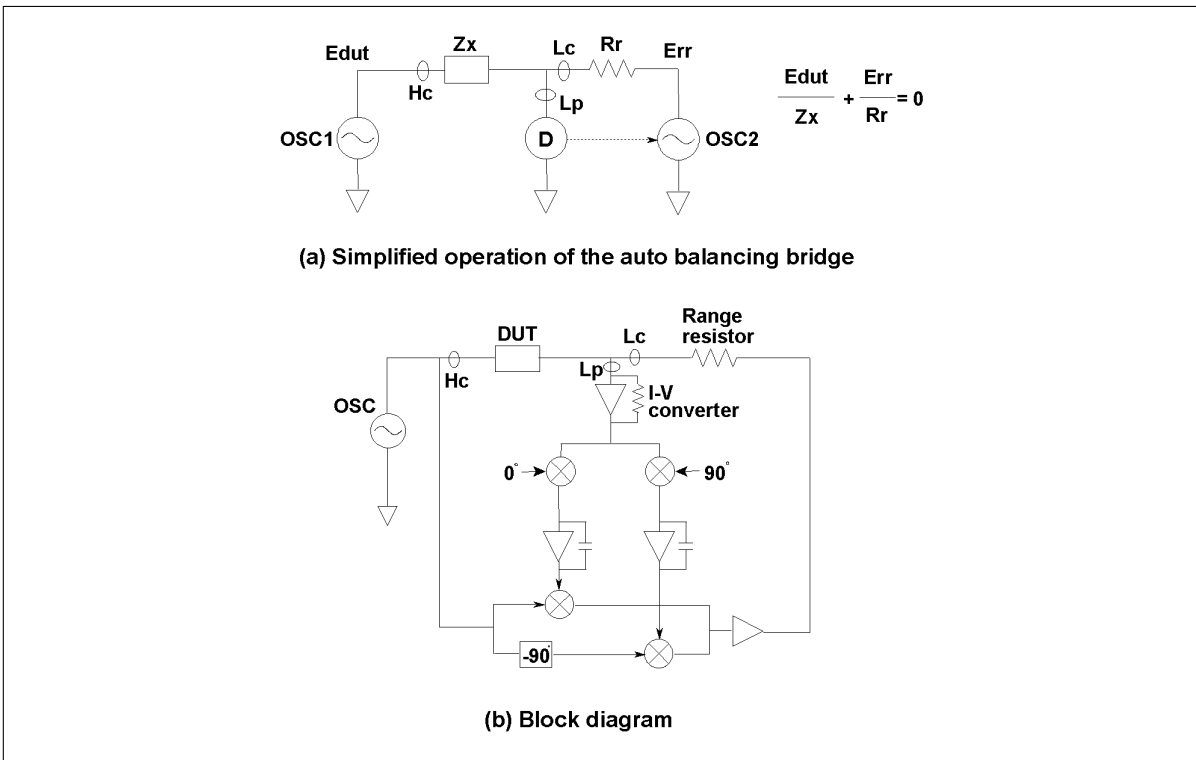 Edut
Zx
Lc
Rr
Err
Hc
Lp
OSC1
D
OSC2
Edut
Zx
+
Err
Rr
= 0
(a) Simplified operation of the auto balancing bridge
DUT
Lc
Range
resistor
Hc
Lp
I-V
converter
OSC
0°
90°
-90°
(b) Block diagram